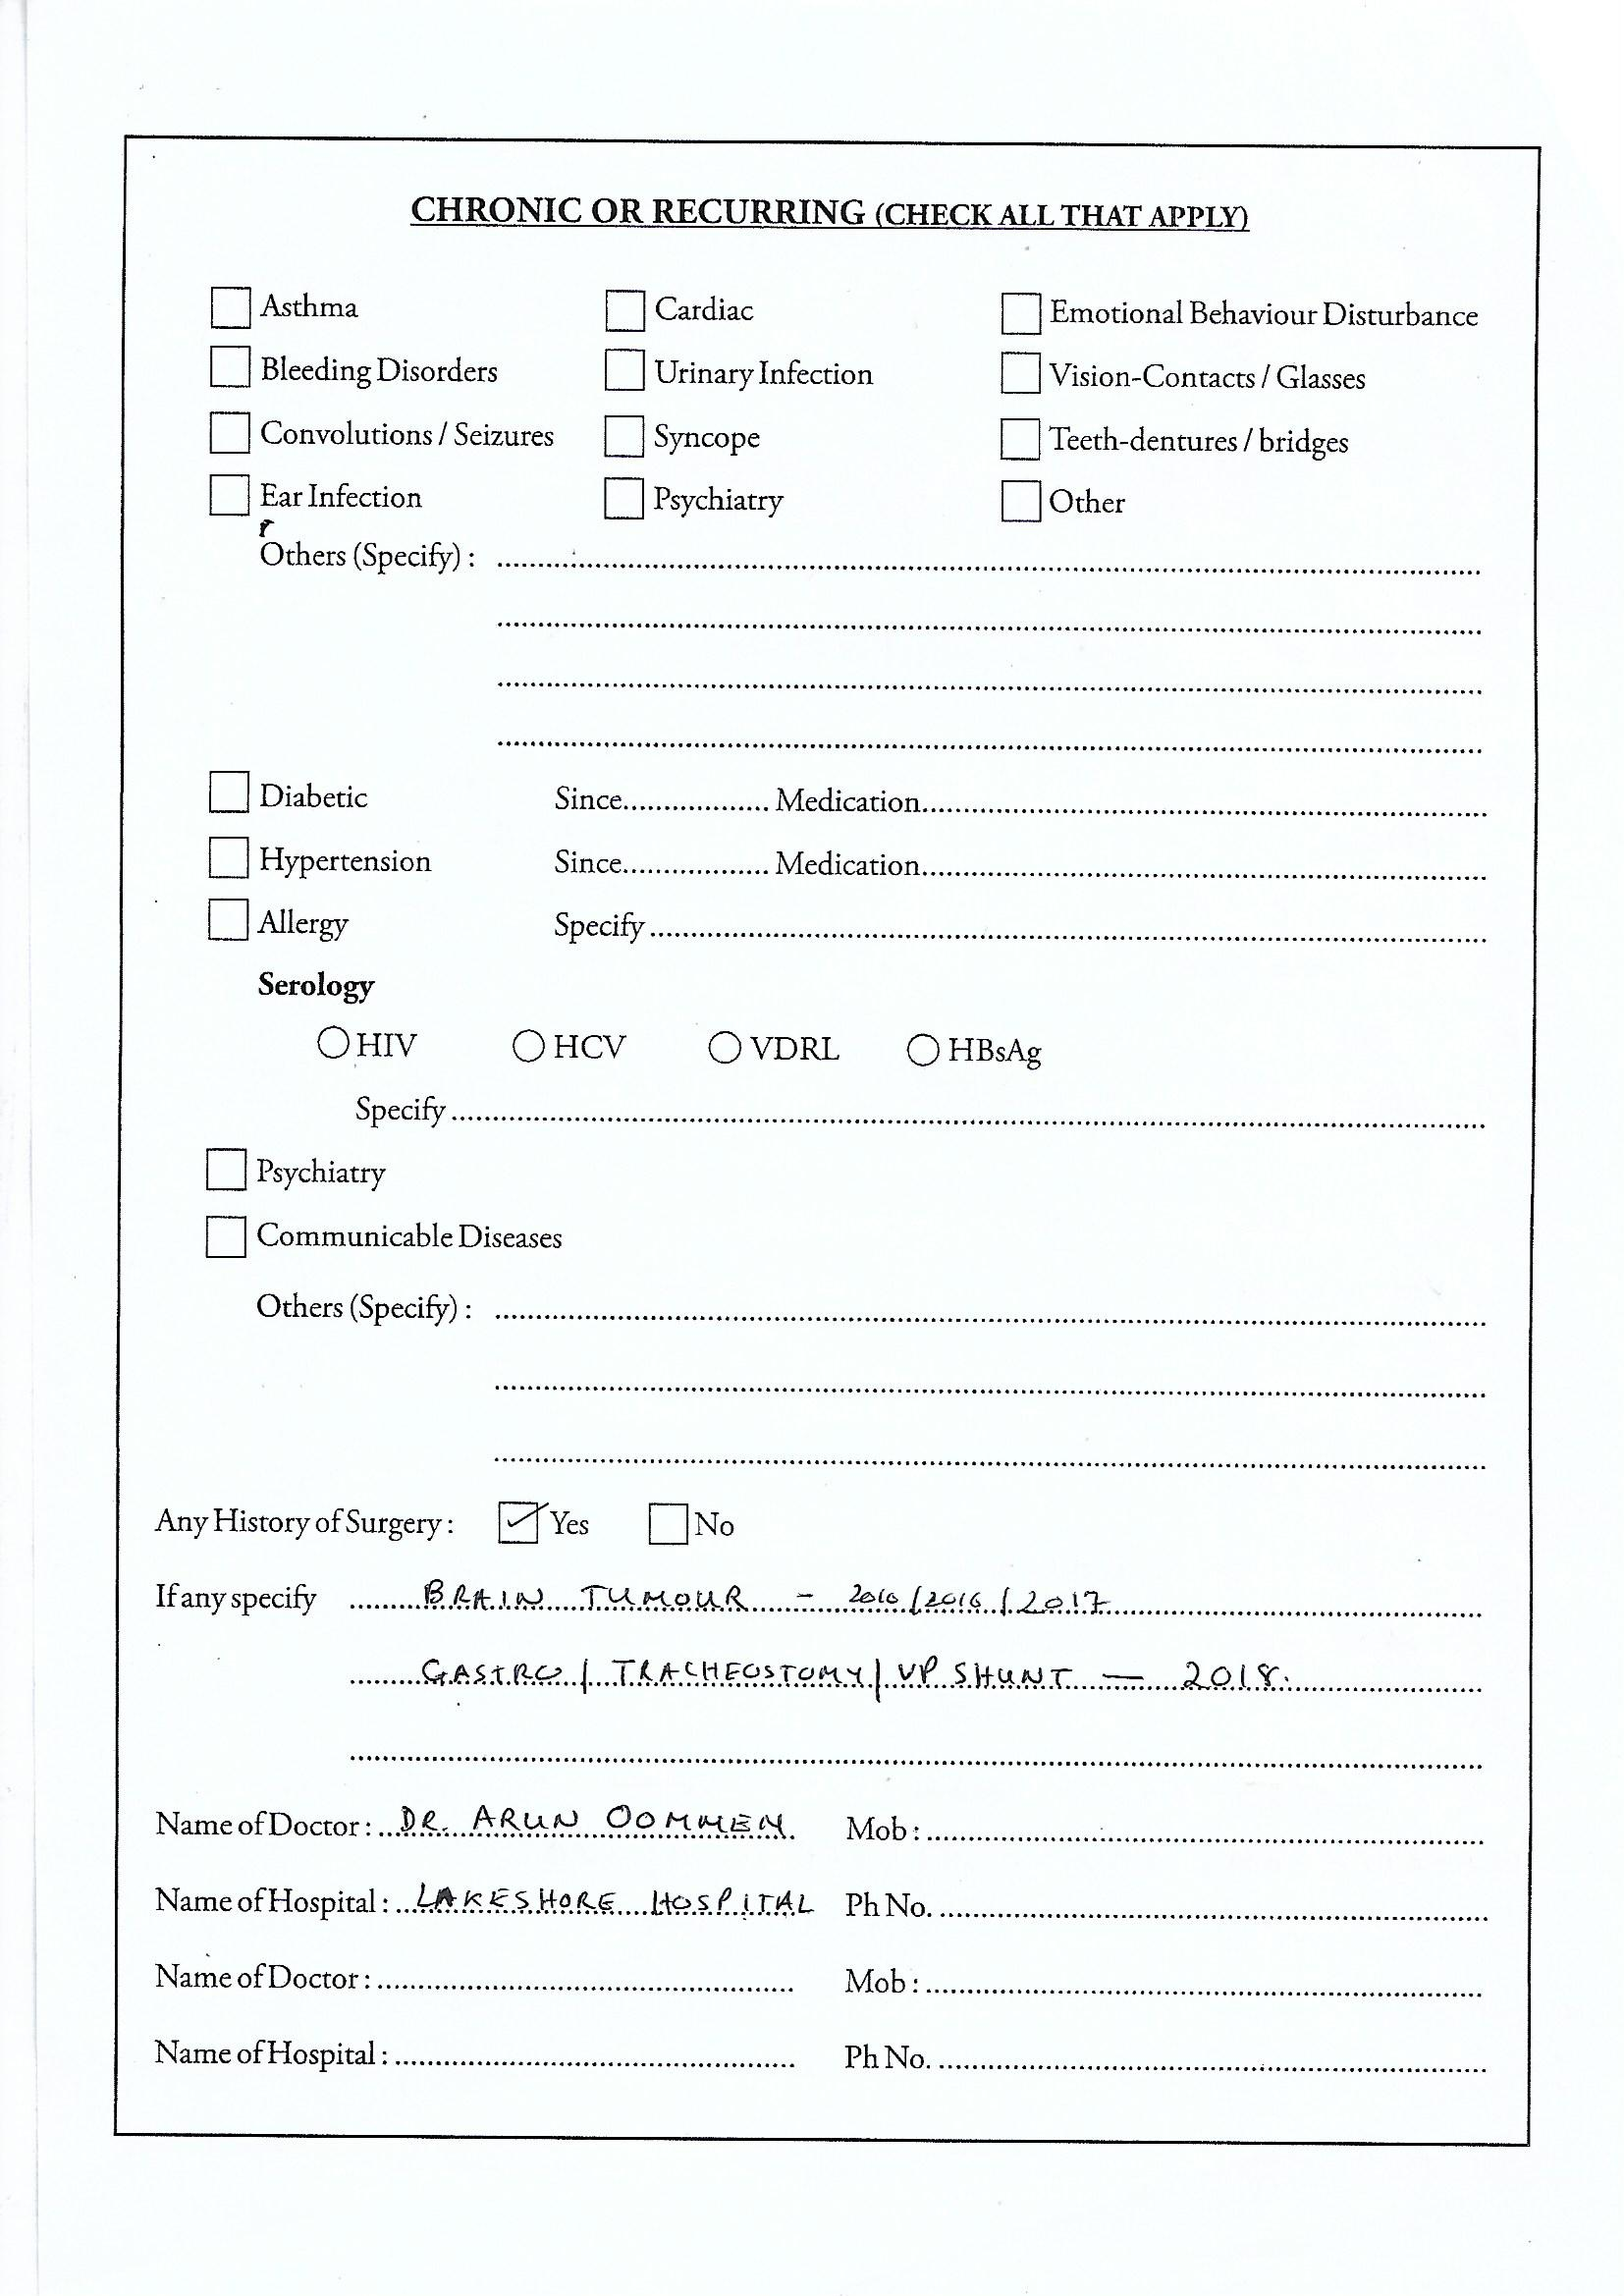 CHRONIC OR RECURRING (CHECK ALL THAT APPLY)
Asthma Cardiac Emotional Behaviour Disturbance
Bleeding Disorders Urinary Infection Vision-Contacts / Glasses
Convolutions / Seizures Syncope Teeth-dentures / bridges
Ear Infection Psychiatry Other
Others (Specify) :
Diabetic Since Medication
Hypertension Since Medication
Allergy Specify
Serology
HIV HCV VDRL HBsAg
Specify
Psychiatry
Communicable Diseases
Others (Specify) :
Any History of Surgery : Yes No
If any specify BRAIN TUMOUR - 2010/2016/2017
GASTRO / TRACHEOSTOMY / VP SHUNT — 2018.
Name of Doctor : DR. ARUN OOMMEN. Mob :
Name of Hospital : LAKESHORE HOSPITAL Ph No.
Name of Doctor : Mob :
Name of Hospital : Ph No.